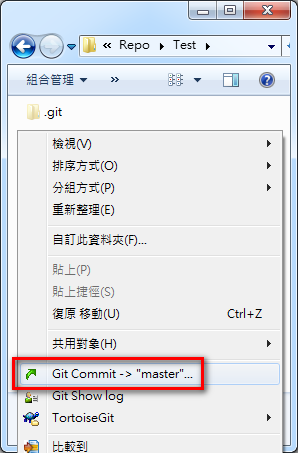 « Repo ▸ Test ▸
組合管理 ▼ »
.git
檢視(V)
排序方式(O)
分組方式(P)
重新整理(E)
自訂此資料夾(F)...
貼上(P)
貼上捷徑(S)
復原 移動(U) Ctrl+Z
共用對象(H)
Git Commit -> "master"...
Git Show log
TortoiseGit
比較到